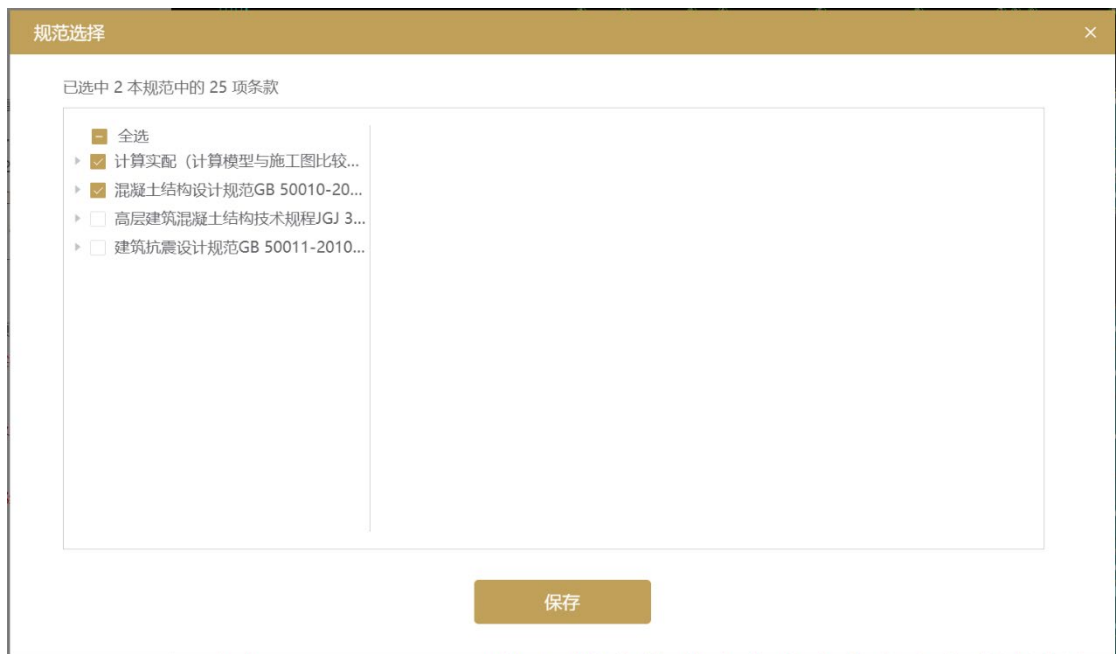 规范选择
已选中 2 本规范中的 25 项条款
全选
计算实配（计算模型与施工图比较...
混凝土结构设计规范GB 50010-20...
高层建筑混凝土结构技术规程JGJ 3...
建筑抗震设计规范GB 50011-2010...
保存